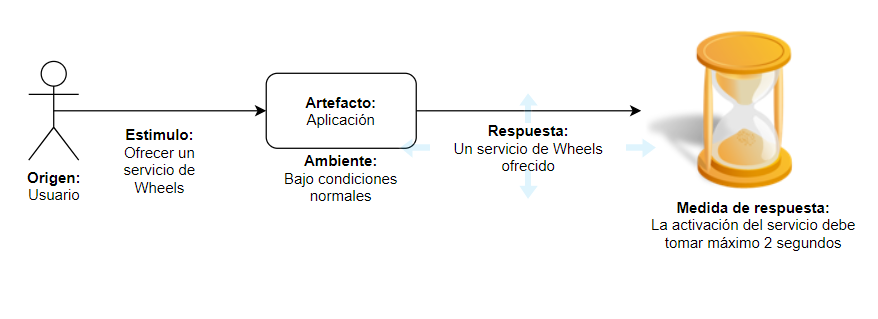 Origen:
Usuario
Estimulo:
Ofrecer un
servicio de
Wheels
Artefacto:
Aplicación
Ambiente:
Bajo condiciones
normales
Respuesta:
Un servicio de Wheels
ofrecido
Medida de respuesta:
La activación del servicio debe
tomar máximo 2 segundos